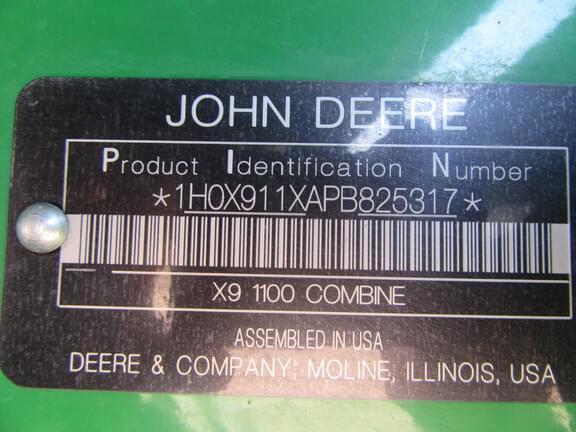 JOHN DEERE
Product Identification Number
*1H0X911XAPB825317*
X9 1100 COMBINE
ASSEMBLED IN USA
DEERE & COMPANY, MOLINE, ILLINOIS, USA